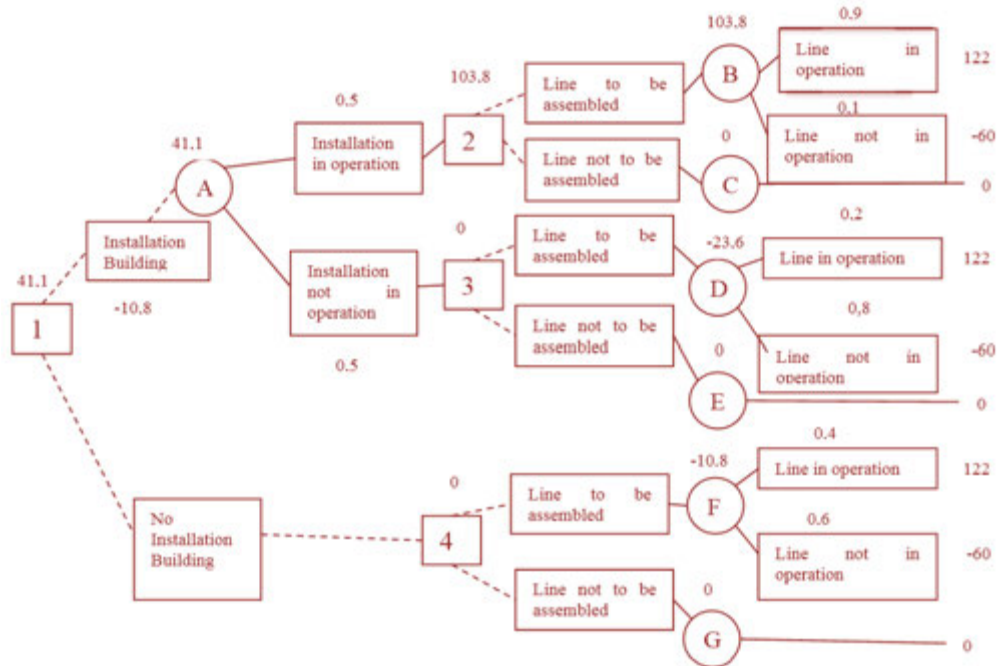 0.9
103,8
Line in
operation
122
B
103,8
Line to be
assembled
0.5
0,1
41,1
Installation
in operation
2
0
Line not in
operation
-60
Line not to be
assembled
C
0
A
0.2
Installation
Building
0
Line to be
assembled
-23.6
Line in operation
122
41,1
-10,8
Installation
not in
operation
3
D
0,8
1
Line not to be
assembled
0
Line not in
operation
-60
0.5
E
0
0.4
-10.8
Line in operation
122
0
Line to be
assembled
F
0.6
No
Installation
Building
4
Line not in
operation
-60
Line not to be
assembled
0
G
0